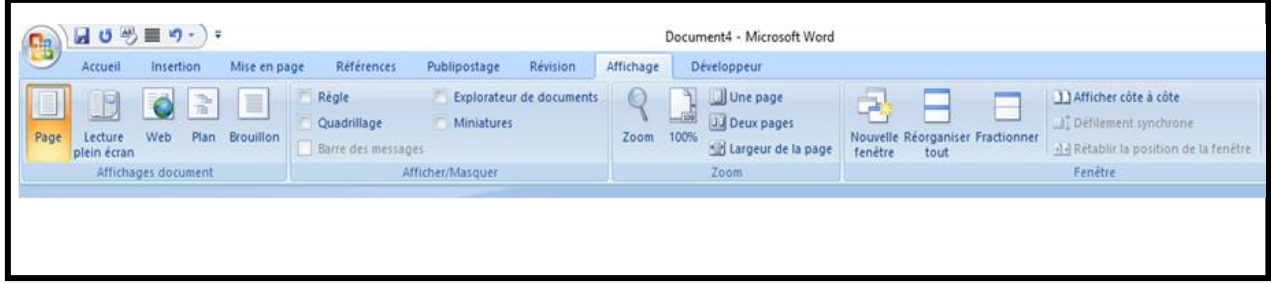 Document4 - Microsoft Word
Accueil Insertion Mise en page Références Publipostage Révision Affichage Développeur
Page
Lecture
plein écran
Web
Plan
Brouillon
Affichages document
Règle
Quadrillage
Barre des messages
Explorateur de documents
Miniatures
Afficher/Masquer
Zoom
100%
Une page
Deux pages
Largeur de la page
Zoom
Nouvelle
fenêtre
Réorganiser
tout
Fractionner
Afficher côte à côte
Défilement synchrone
Rétablir la position de la fenêtre
Fenêtre